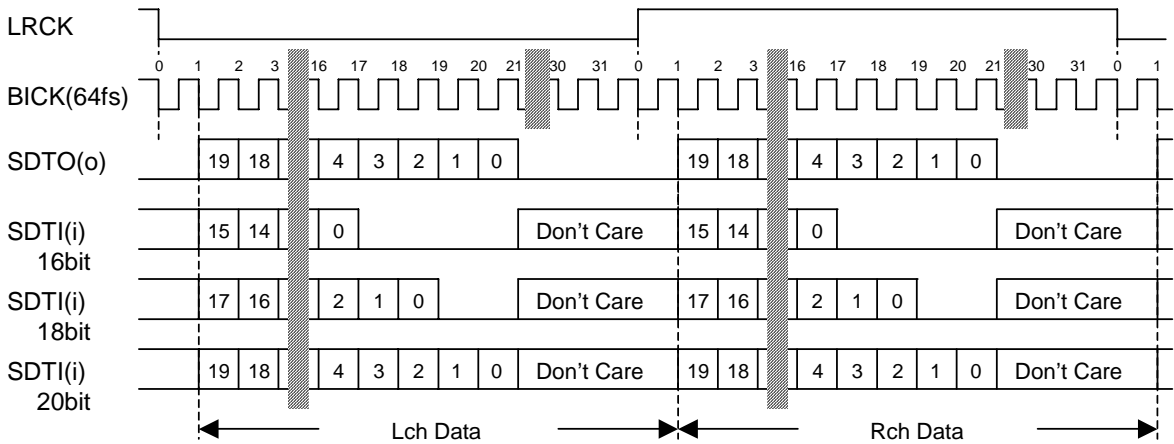 LRCK
0 1 2 3 16 17 18 19 20 21 30 31 0 1 2 3 16 17 18 19 20 21 30 31 0 1
BICK(64fs)
SDTO(o) 19 18 4 3 2 1 0 19 18 4 3 2 1 0
SDTI(i) 15 14 0 Don't Care 15 14 0 Don't Care
16bit
SDTI(i) 17 16 2 1 0 Don't Care 17 16 2 1 0 Don't Care
18bit
SDTI(i) 19 18 4 3 2 1 0 Don't Care 19 18 4 3 2 1 0 Don't Care
20bit
Lch Data Rch Data